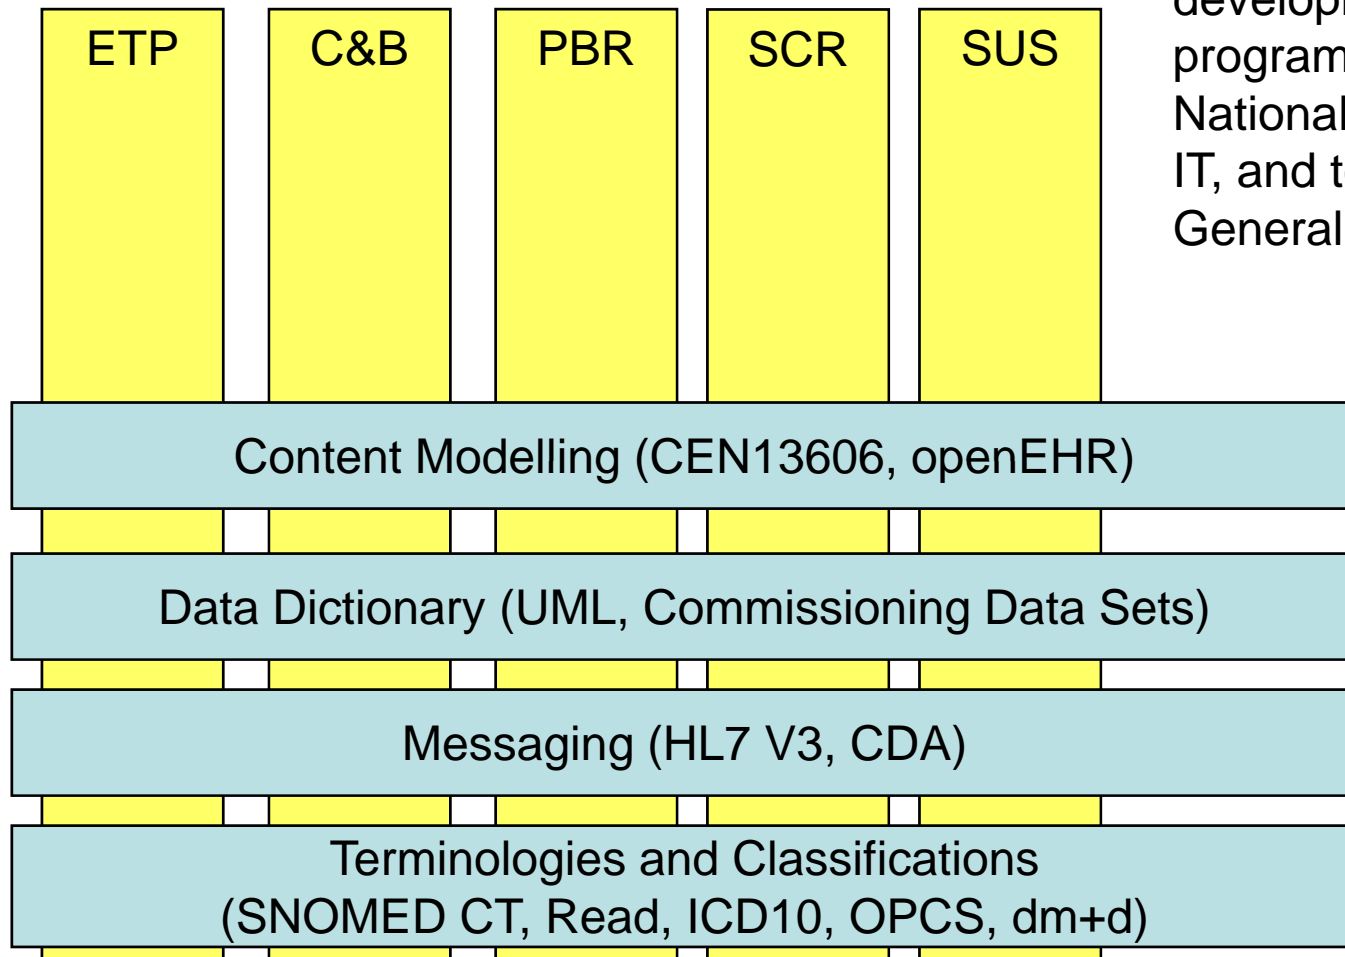 ETP
C&B
PBR
SCR
SUS
National
IT, and
General
Content Modelling (CEN13606, openEHR)
Data Dictionary (UML, Commissioning Data Sets)
Messaging (HL7 V3, CDA)
Terminologies and Classifications
(SNOMED CT, Read, ICD10, OPCS, dm+d)